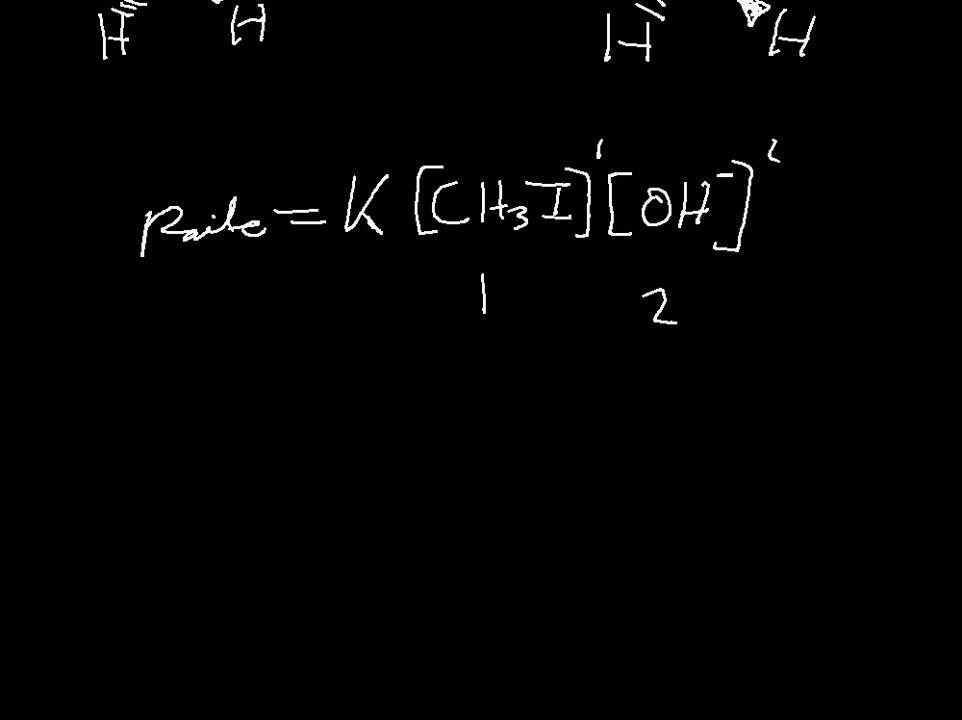 H H H H
Rate = K [CH₃I]¹ [OH⁻]²
1 2